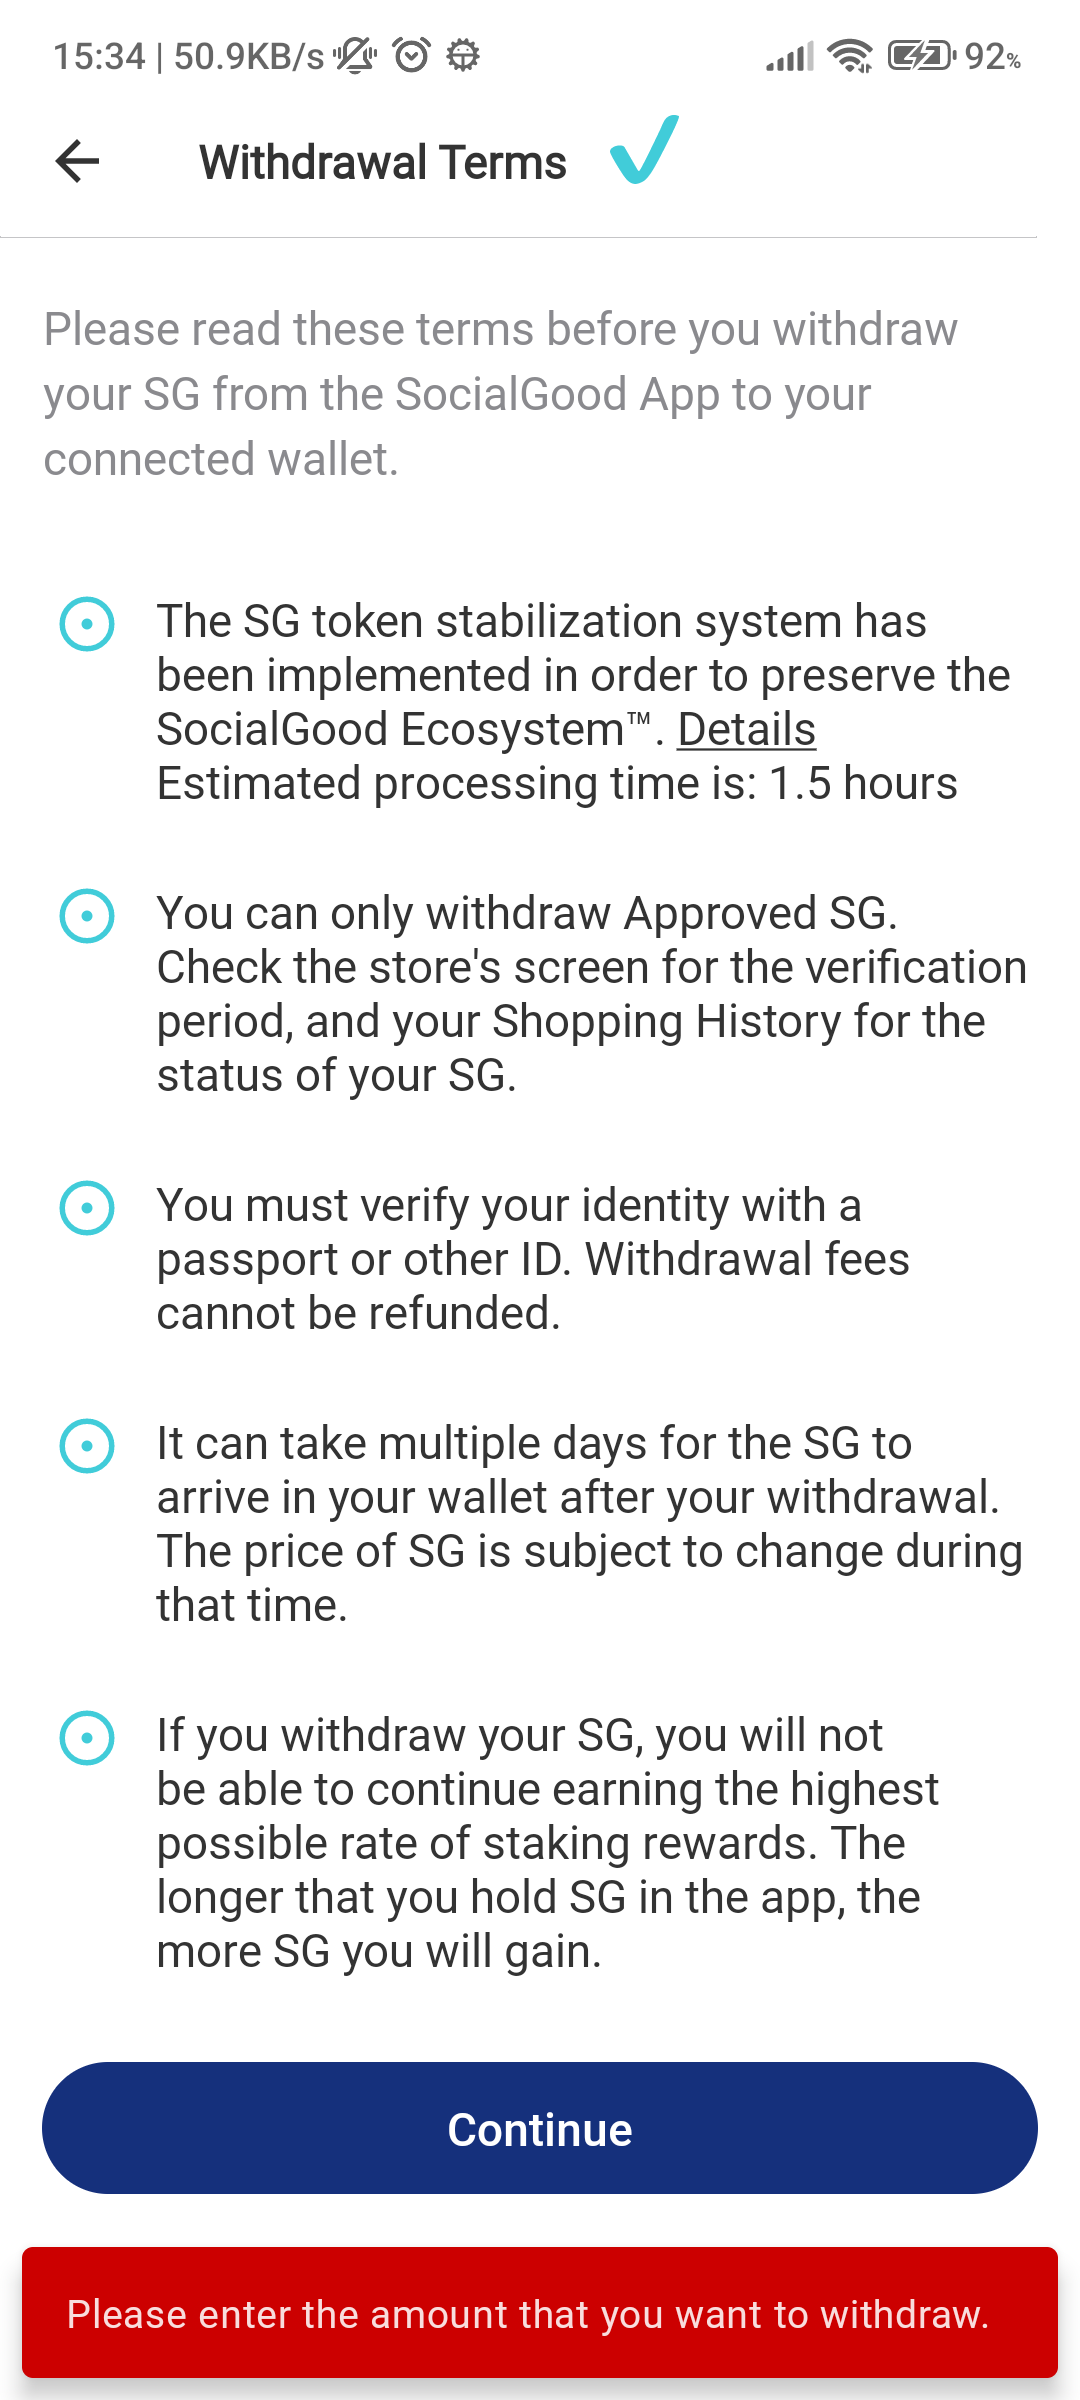 15:34 | 50.9KB/s 92%
Withdrawal Terms
Please read these terms before you withdraw
your SG from the SocialGood App to your
connected wallet.
The SG token stabilization system has
been implemented in order to preserve the
SocialGood Ecosystem™. Details
Estimated processing time is: 1.5 hours
You can only withdraw Approved SG.
Check the store's screen for the verification
period, and your Shopping History for the
status of your SG.
You must verify your identity with a
passport or other ID. Withdrawal fees
cannot be refunded.
It can take multiple days for the SG to
arrive in your wallet after your withdrawal.
The price of SG is subject to change during
that time.
If you withdraw your SG, you will not
be able to continue earning the highest
possible rate of staking rewards. The
longer that you hold SG in the app, the
more SG you will gain.
Continue
Please enter the amount that you want to withdraw.